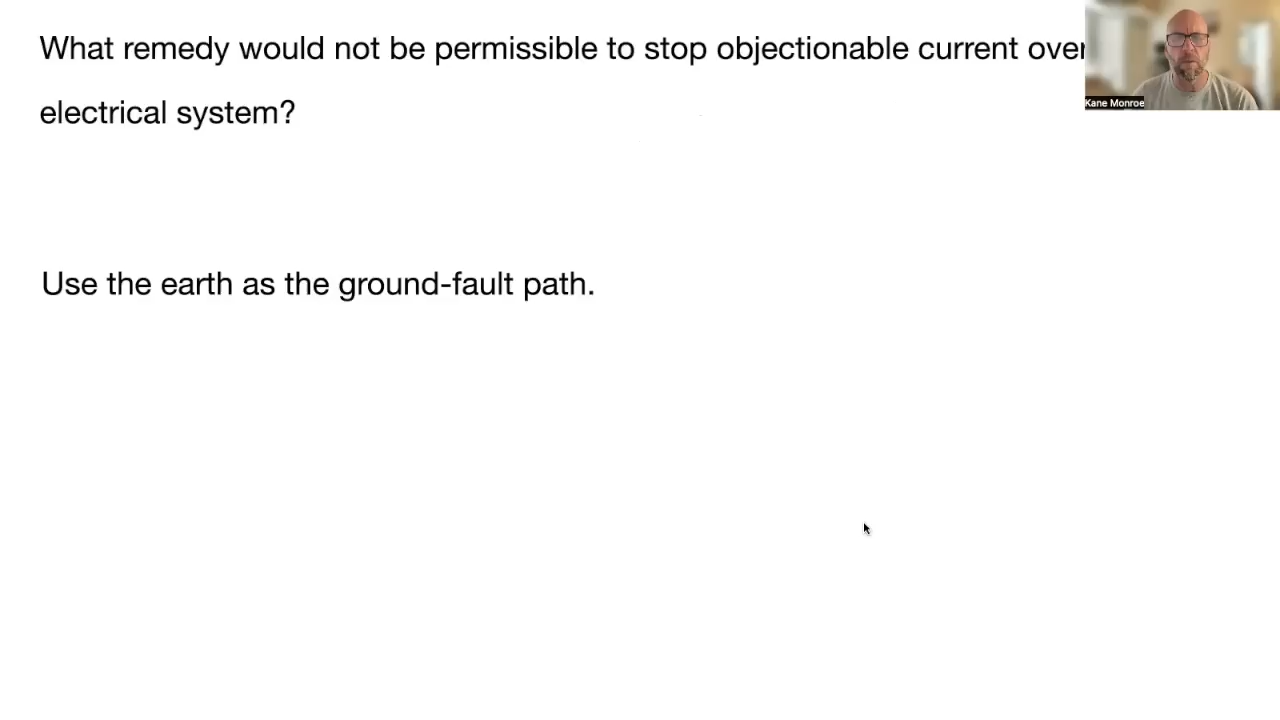 What remedy would not be permissible to stop objectionable current over
electrical system?
Kane Monroe
Use the earth as the ground-fault path.